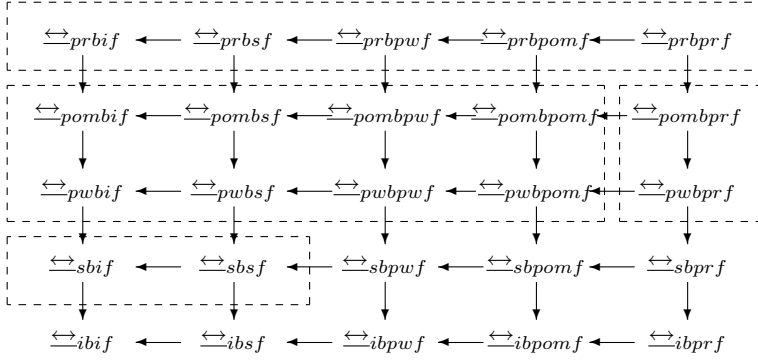 ↔prbif ↔prbsf ↔prbpwf ↔prbpomf ↔prbprf
↔pombif ↔pombsf ↔pombpwf ↔pombpomf ↔pombprf
↔pwbif ↔pwbsf ↔pwbpwf ↔pwbpomf ↔pwbprf
↔sbif ↔sbsf ↔sbpwf ↔sbpomf ↔sbprf
↔ibif ↔ibsf ↔ibpwf ↔ibpomf ↔ibprf